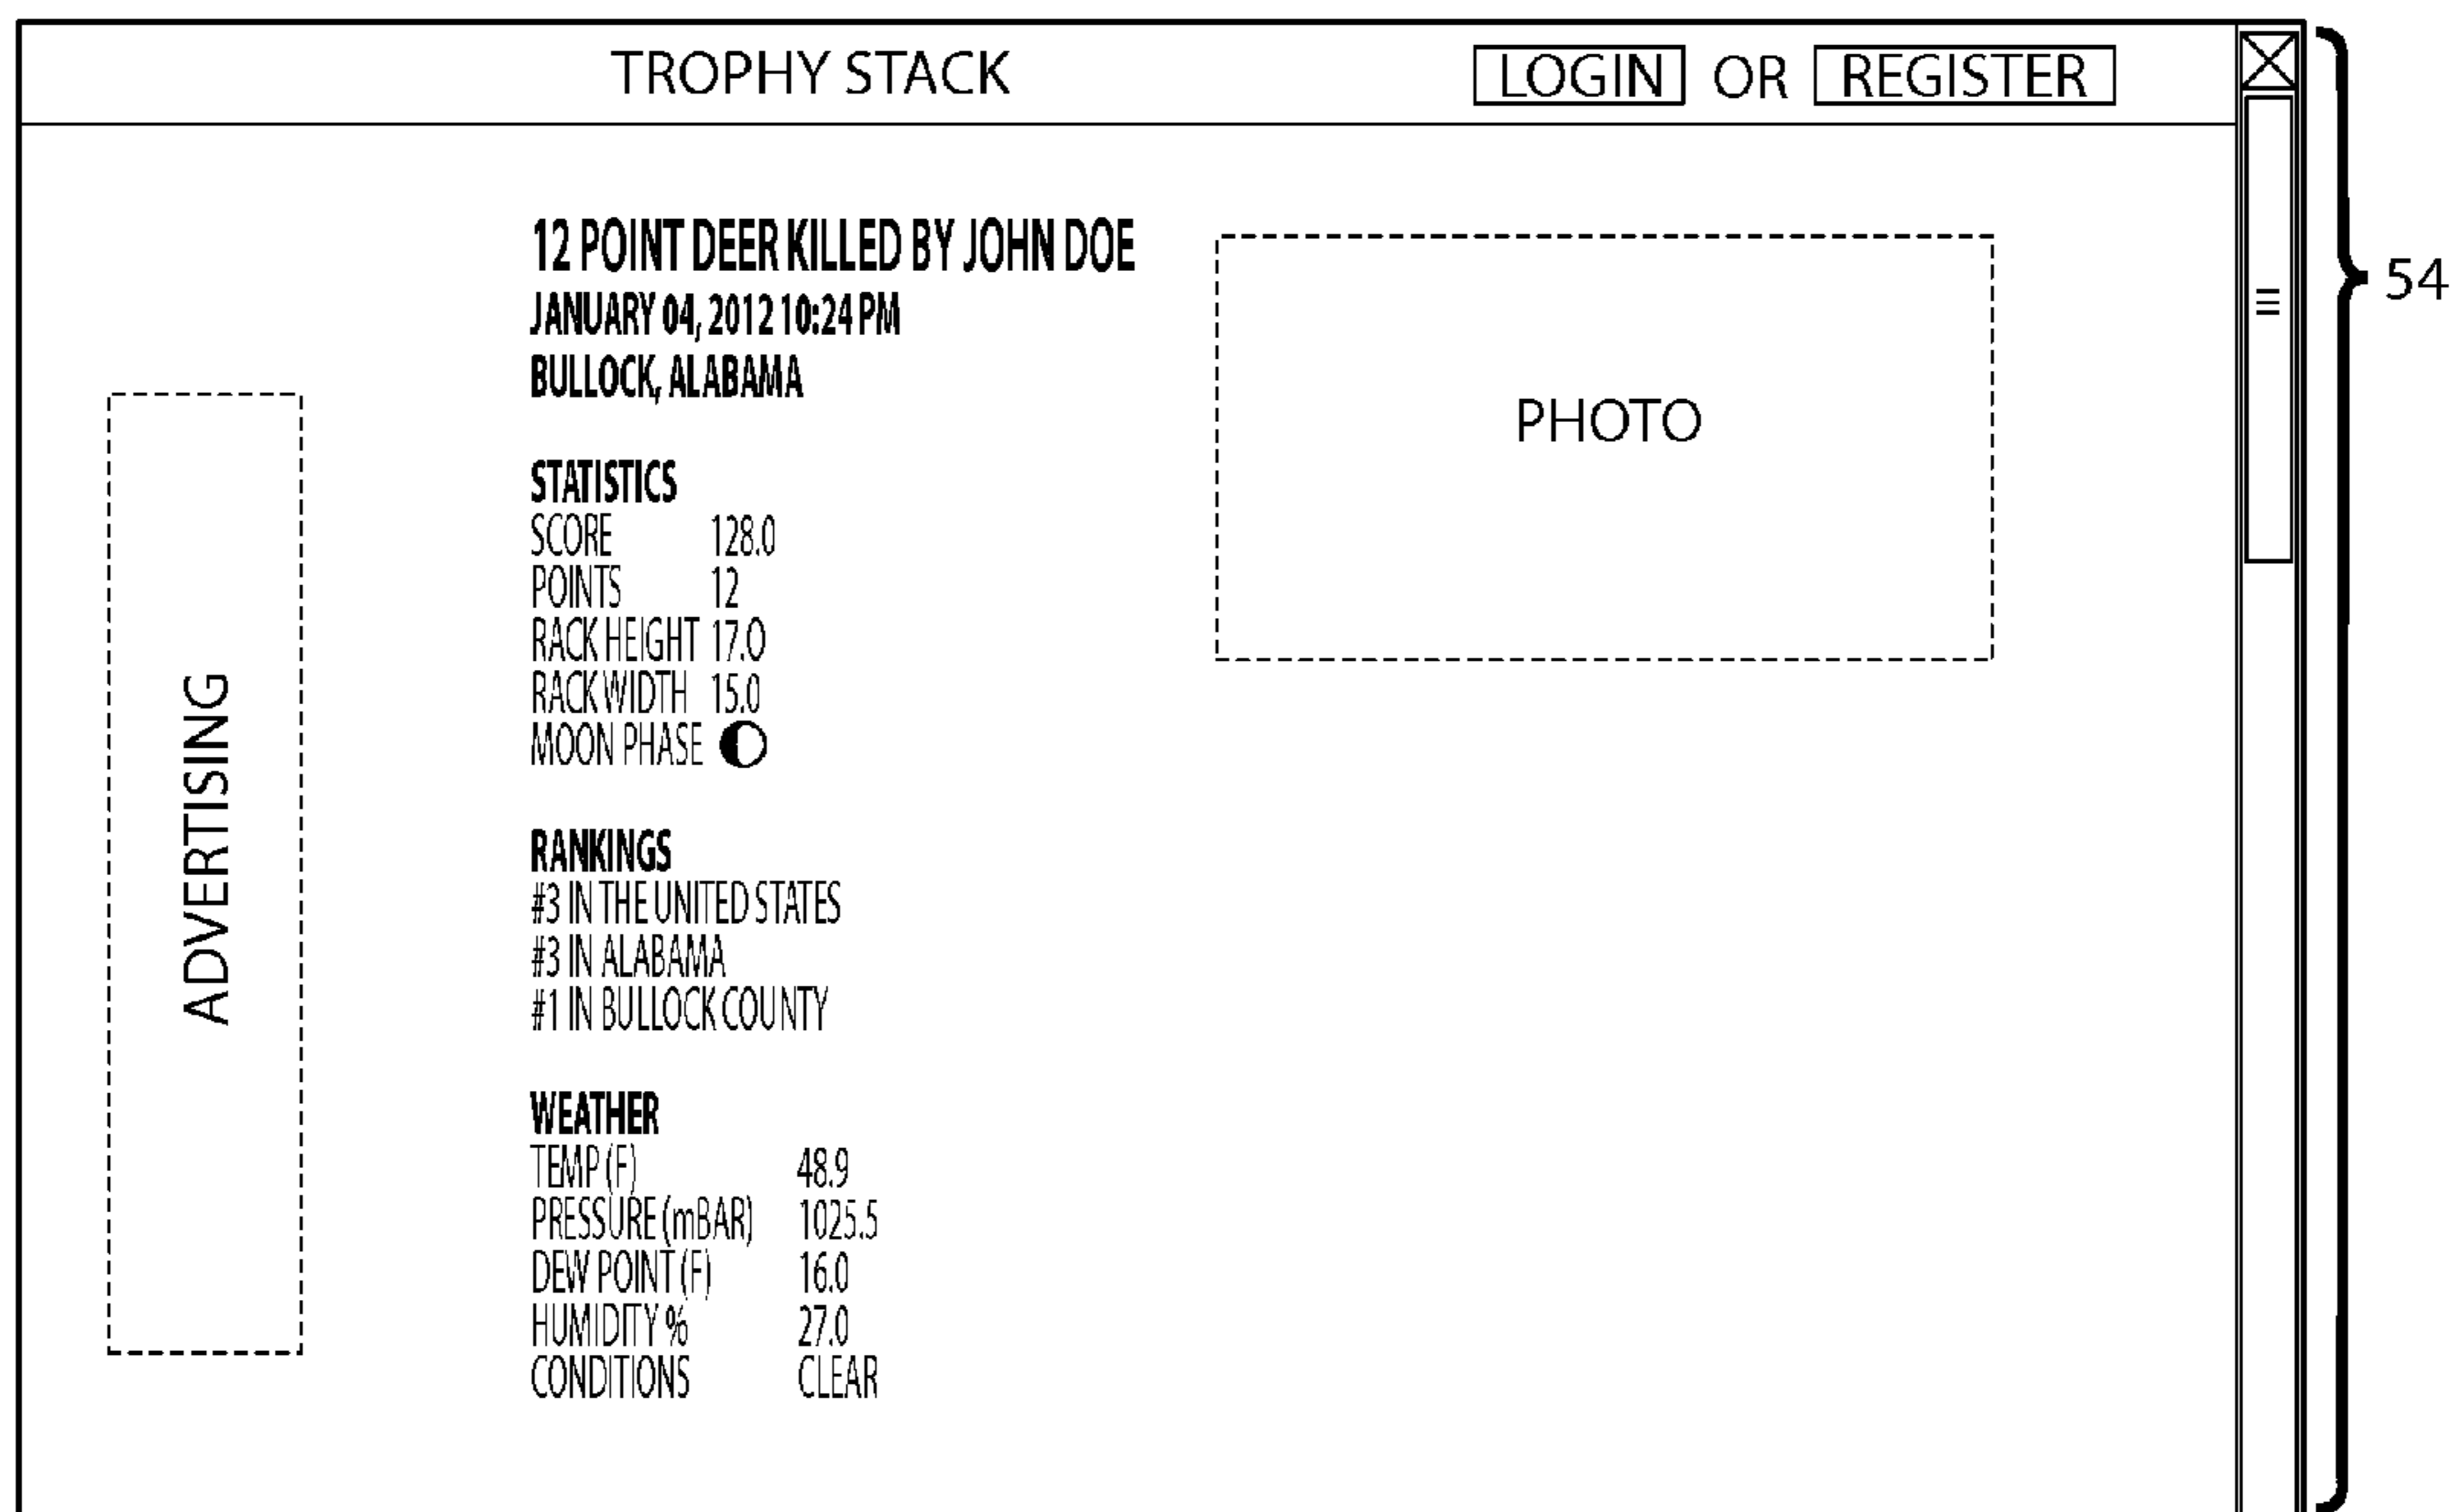 TROPHY STACK LOGIN OR REGISTER
54
12 POINT DEER KILLED BY JOHN DOE
JANUARY 04, 2012 10:24 PM
BULLOCK, ALABAMA
PHOTO
STATISTICS
SCORE 128.0
POINTS 12
RACK HEIGHT 17.0
RACK WIDTH 15.0
MOON PHASE
ADVERTISING
RANKINGS
#3 IN THE UNITED STATES
#3 IN ALABAMA
#1 IN BULLOCK COUNTY
WEATHER
TEMP (F) 48.9
PRESSURE (mBAR) 1025.5
DEW POINT (F) 16.0
HUMIDITY % 27.0
CONDITIONS CLEAR